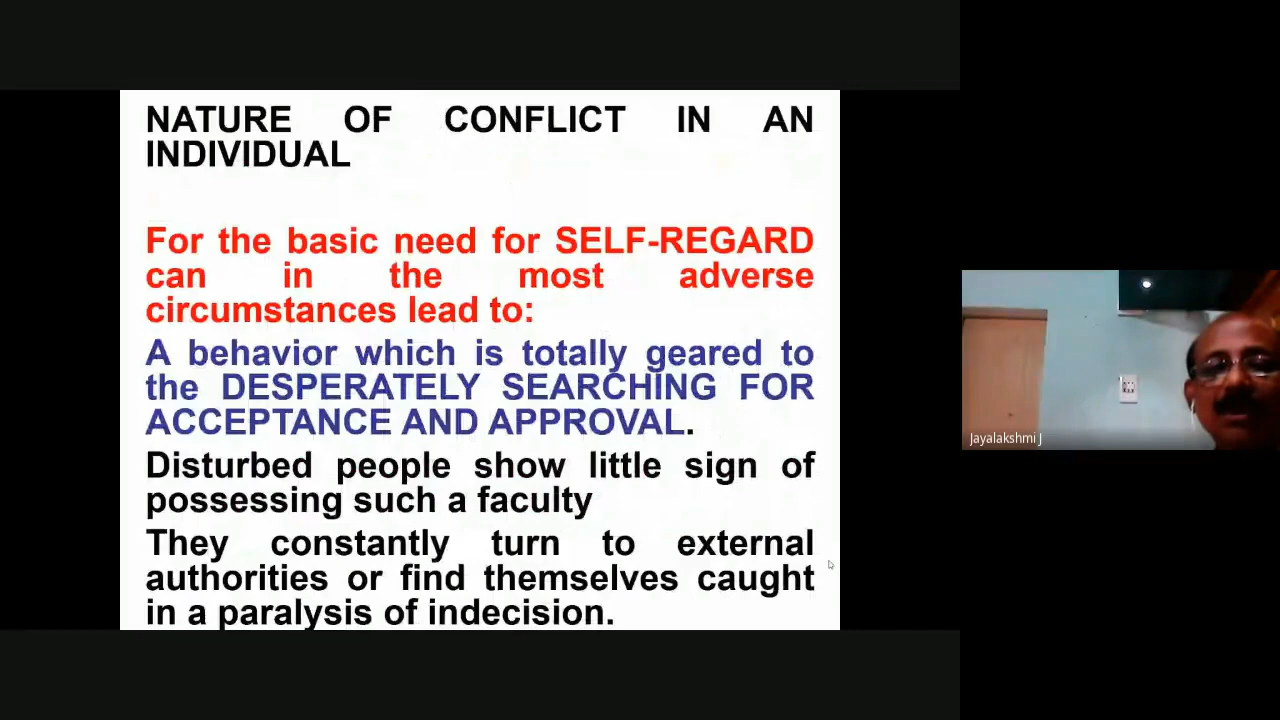 NATURE OF CONFLICT IN AN
INDIVIDUAL
For the basic need for SELF-REGARD
can in the most adverse
circumstances lead to:
A behavior which is totally geared to
the DESPERATELY SEARCHING FOR
ACCEPTANCE AND APPROVAL.
Disturbed people show little sign of
possessing such a faculty
They constantly turn to external
authorities or find themselves caught
in a paralysis of indecision.
Jayalakshmi J